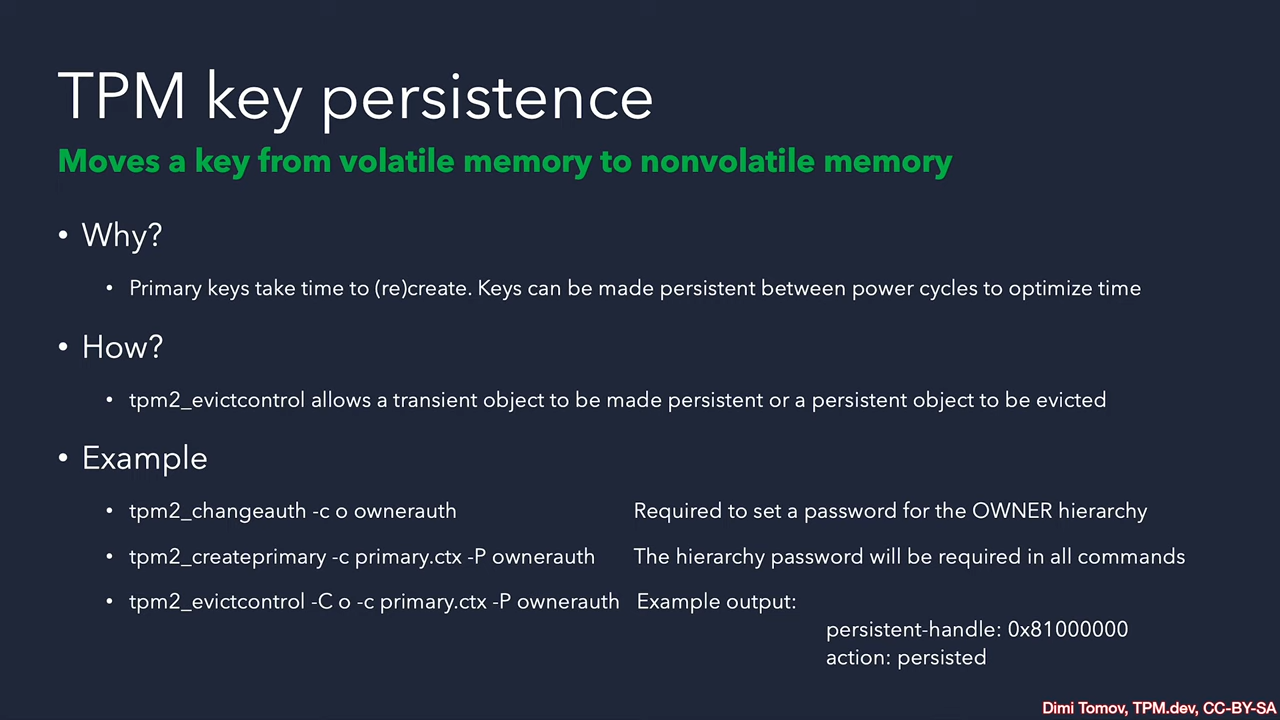 TPM key persistence
Moves a key from volatile memory to nonvolatile memory
• Why?
• Primary keys take time to (re)create. Keys can be made persistent between power cycles to optimize time
• How?
• tpm2_evictcontrol allows a transient object to be made persistent or a persistent object to be evicted
• Example
• tpm2_changeauth -c o ownerauth Required to set a password for the OWNER hierarchy
• tpm2_createprimary -c primary.ctx -P ownerauth The hierarchy password will be required in all commands
• tpm2_evictcontrol -C o -c primary.ctx -P ownerauth Example output:
persistent-handle: 0x81000000
action: persisted
Dimi Tomov, TPM.dev, CC-BY-SA